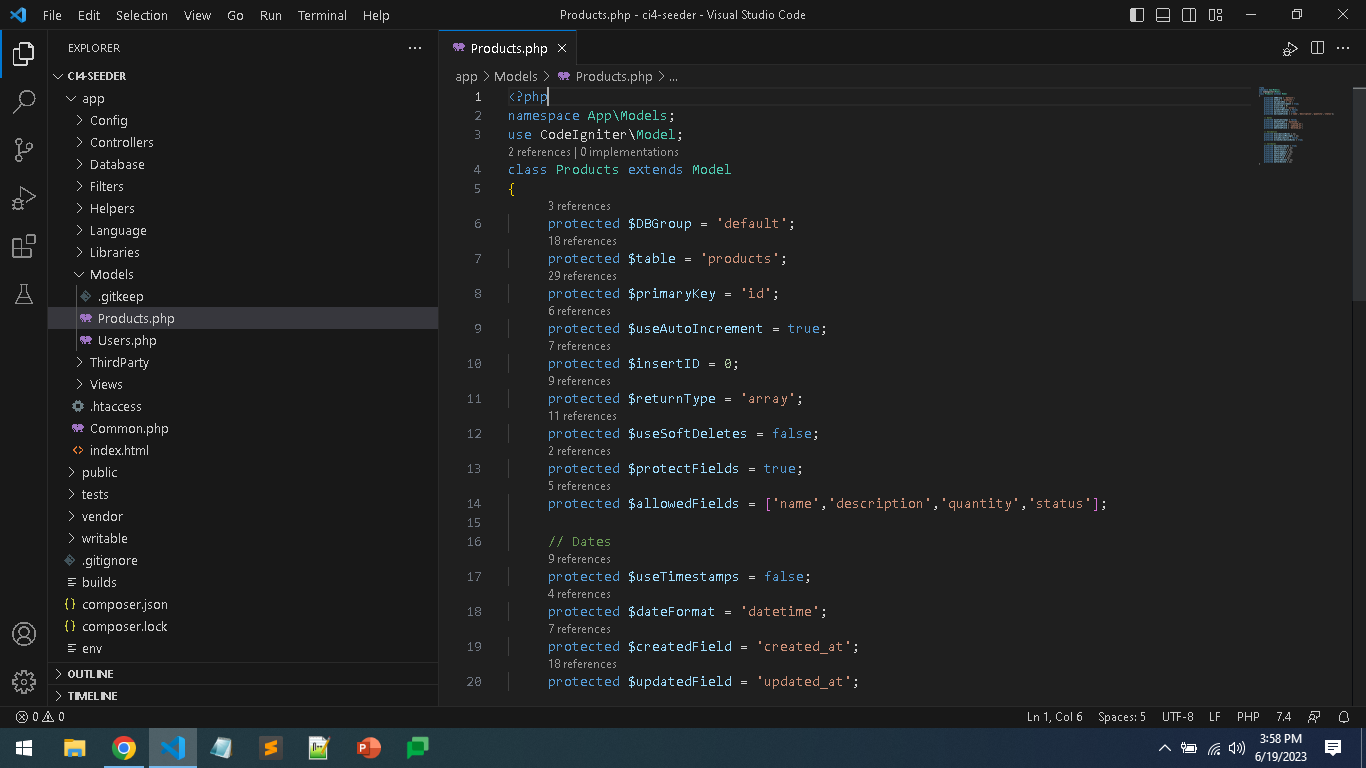 File Edit Selection View Go Run Terminal Help
Products.php - ci4-seeder - Visual Studio Code
EXPLORER
CI4-SEEDER
app
Config
Controllers
Database
Filters
Helpers
Language
Libraries
Models
.gitkeep
Products.php
Users.php
ThirdParty
Views
.htaccess
Common.php
index.html
public
tests
vendor
writable
.gitignore
builds
composer.json
composer.lock
env
OUTLINE
TIMELINE
Products.php
app > Models > Products.php > ...
1 <?php
2 namespace App\Models;
3 use CodeIgniter\Model;
2 references | 0 implementations
4 class Products extends Model
5 {
3 references
6 protected $DBGroup = 'default';
18 references
7 protected $table = 'products';
29 references
8 protected $primaryKey = 'id';
6 references
9 protected $useAutoIncrement = true;
7 references
10 protected $insertID = 0;
9 references
11 protected $returnType = 'array';
11 references
12 protected $useSoftDeletes = false;
2 references
13 protected $protectFields = true;
5 references
14 protected $allowedFields = ['name','description','quantity','status'];
15
16 // Dates
9 references
17 protected $useTimestamps = false;
4 references
18 protected $dateFormat = 'datetime';
7 references
19 protected $createdField = 'created_at';
18 references
20 protected $updatedField = 'updated_at';
0 0
Ln 1, Col 6 Spaces: 5 UTF-8 LF PHP 7.4
3:58 PM
6/19/2023